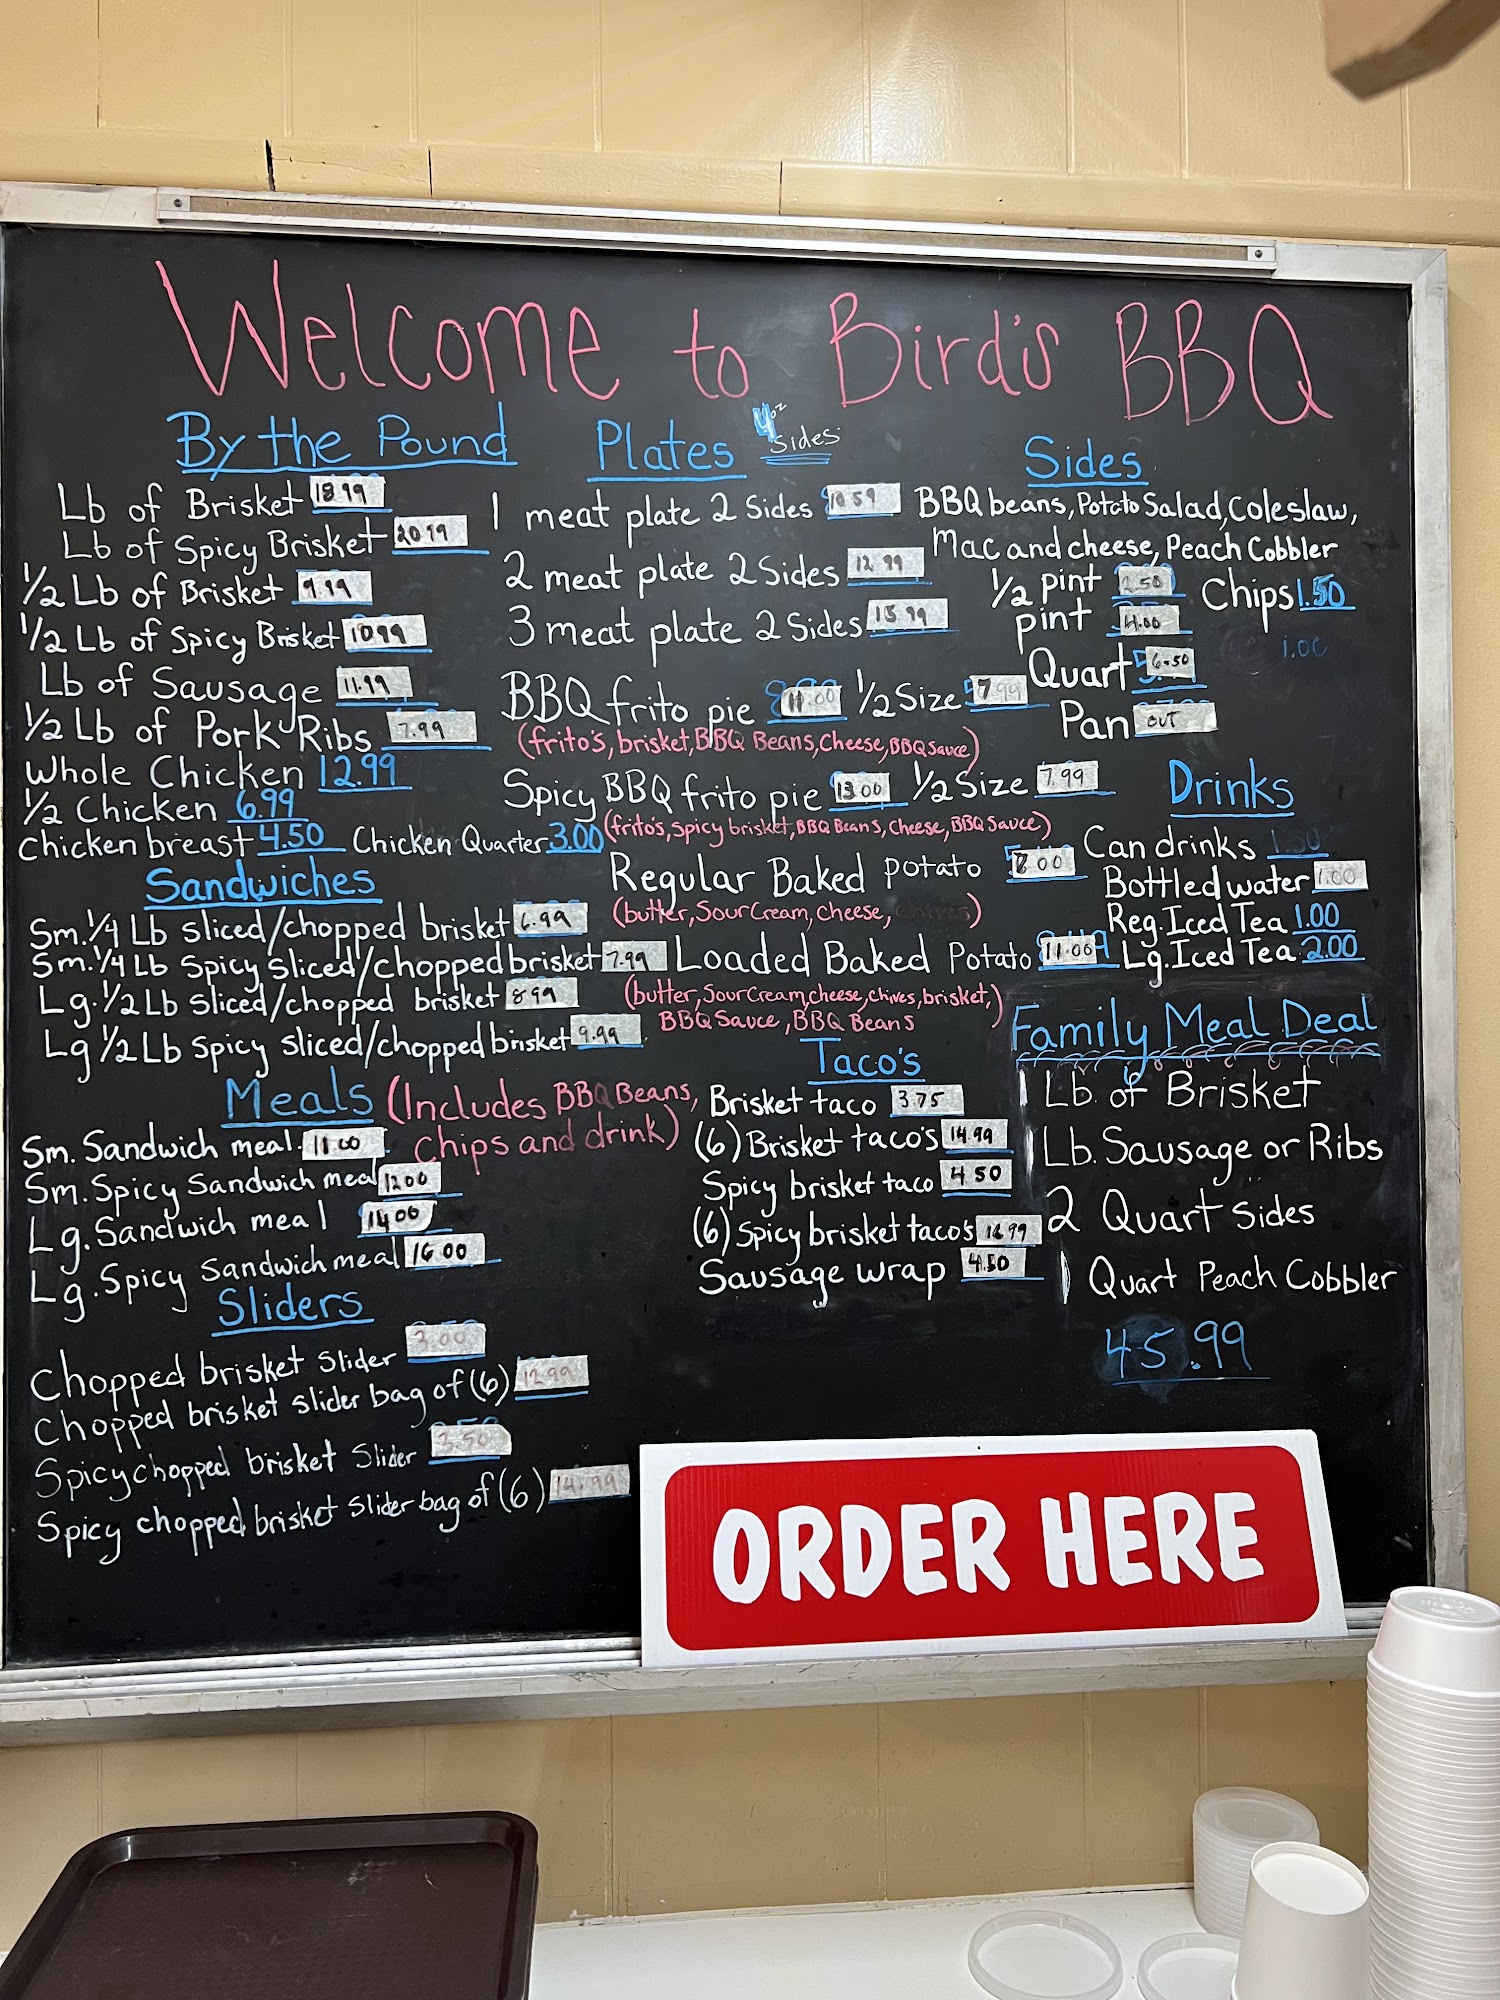 Welcome to Bird's BBQ
By the Pound
Lb of Brisket 18.99
Lb of Spicy Brisket 20.99
1/2 Lb of Brisket 9.99
1/2 Lb of Spicy Brisket 10.99
Lb of Sausage 11.99
1/2 Lb of Pork Ribs 7.99
Whole Chicken 12.99
1/2 Chicken 6.99
chicken breast 4.50 Chicken Quarter 3.00
Sandwiches
Sm. 1/4 Lb sliced/chopped brisket 6.99
Sm. 1/4 Lb Spicy sliced/chopped brisket 7.99
Lg. 1/2 Lb sliced/chopped brisket 8.99
Lg 1/2 Lb Spicy sliced/chopped brisket 9.99
Meals (Includes BBQ Beans, chips and drink)
Sm. Sandwich meal. 11.00
Sm. Spicy Sandwich meal 12.00
Lg. Sandwich meal 14.00
Lg. Spicy Sandwich meal 16.00
Sliders
Chopped brisket Slider 3.00
Chopped brisket slider bag of (6) 12.99
Spicy chopped brisket Slider 3.50
Spicy chopped brisket slider bag of (6) 14.99
Plates 4oz Sides
1 meat plate 2 Sides 10.59
2 meat plate 2 Sides 12.99
3 meat plate 2 Sides 15.99
BBQ frito pie 11.00 1/2 Size 7.99
(frito's, brisket, BBQ Beans, Cheese, BBQ sauce)
Spicy BBQ frito pie 13.00 1/2 Size 7.99
(frito's, Spicy brisket, BBQ Beans, Cheese, BBQ Sauce)
Regular Baked Potato 8.00
(butter, Sour Cream, Cheese, Chives)
Loaded Baked Potato 11.00
(butter, Sour Cream, cheese, chives, brisket,
BBQ Sauce, BBQ Beans)
Taco's
Brisket taco 3.75
(6) Brisket taco's 14.99
Spicy brisket taco 4.50
(6) Spicy brisket taco's 16.99
Sausage wrap 4.50
Sides
BBQ beans, Potato Salad, Coleslaw,
Mac and cheese, Peach Cobbler
1/2 pint 2.50 Chips 1.50
pint 4.00
1.00
Quart 6.50
Pan OUT
Drinks
Can drinks 1.50
Bottled water 1.00
Reg. Iced Tea 1.00
Lg. Iced Tea 2.00
Family Meal Deal
1 Lb. of Brisket
1 Lb. Sausage or Ribs
2 Quart Sides
1 Quart Peach Cobbler
45.99
ORDER HERE